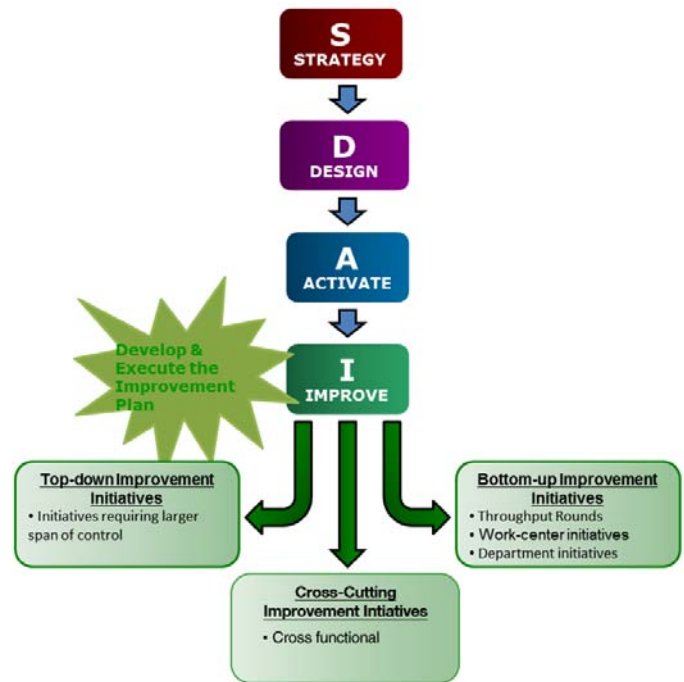 S
STRATEGY
D
DESIGN
A
ACTIVATE
Develop &
Execute the
Improvement
Plan
I
IMPROVE
Top-down Improvement
Initiatives
• Initiatives requiring larger
span of control
Bottom-up Improvement
Initiatives
• Throughput Rounds
• Work-center initiatives
• Department initiatives
Cross-Cutting
Improvement Intiatives
• Cross functional